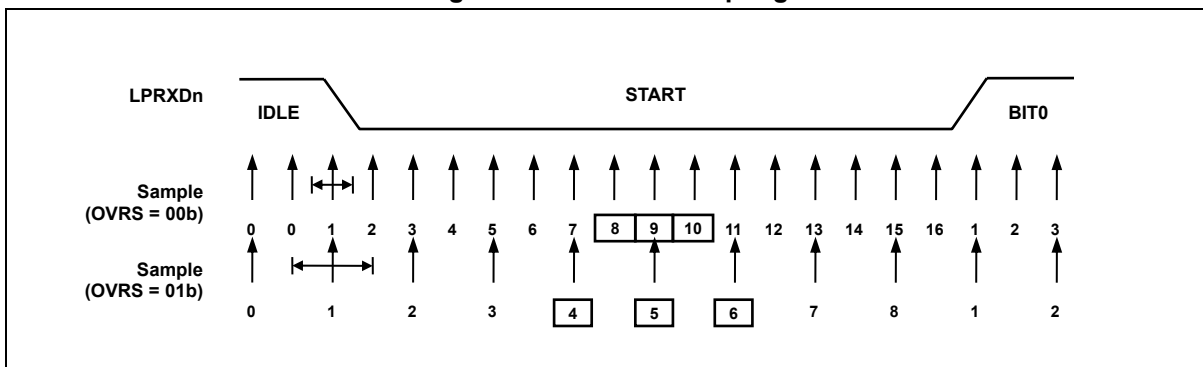 LPRXDn
IDLE
START
BIT0
Sample
(OVRS = 00b)
0 0 1 2 3 4 5 6 7 8 9 10 11 12 13 14 15 16 1 2 3
Sample
(OVRS = 01b)
0 1 2 3 4 5 6 7 8 1 2